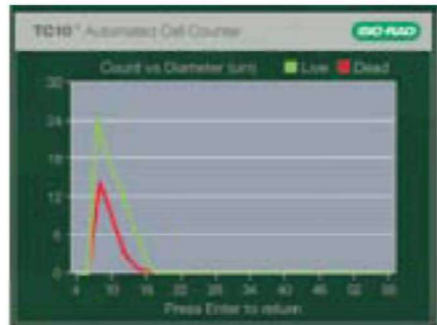 TC10™ Automated Cell Counter
BIO-RAD
Count vs Diameter (um) Live Dead
30
24
18
12
6
0
4 10 16 22 28 34 40 46 52 58
Press Enter to return